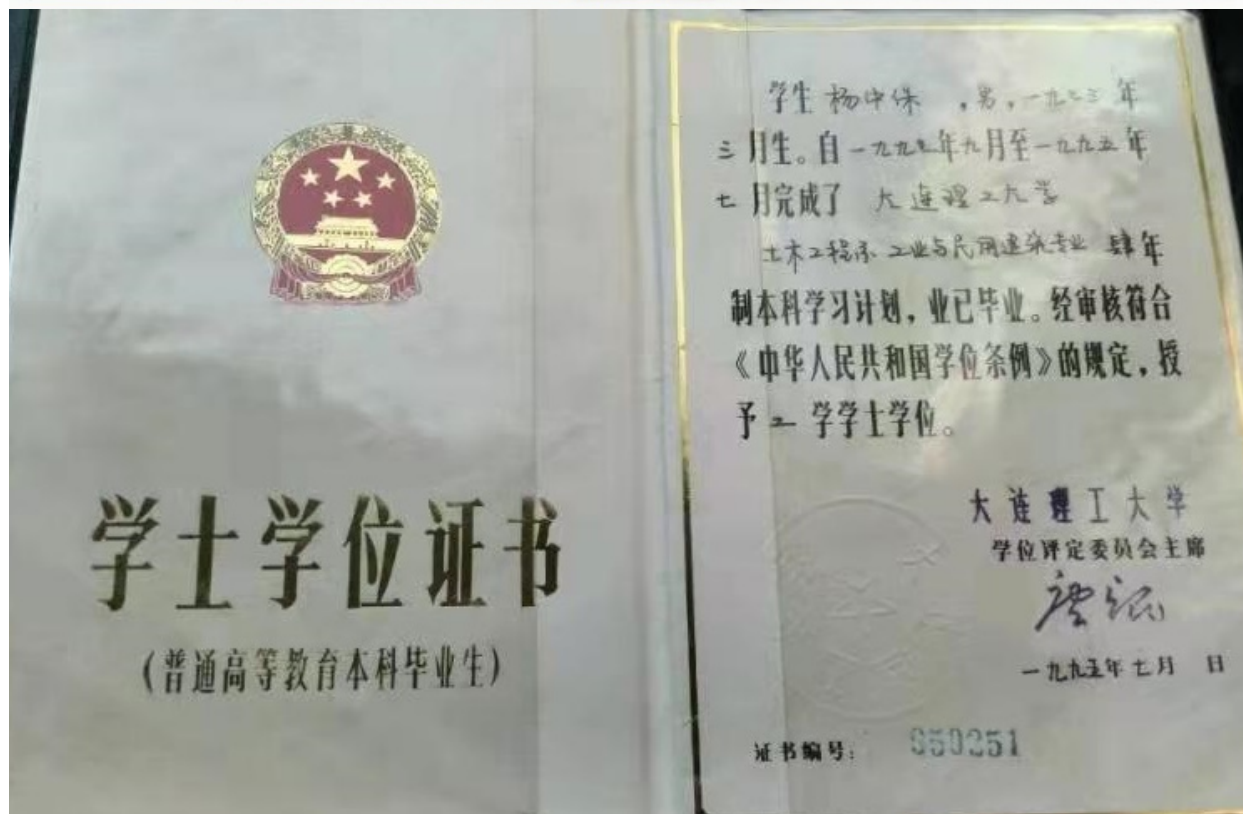 学士学位证书
(普通高等教育本科毕业生)
学生 杨中保 ,男,一九七三年
三月生。自一九九一年九月至一九九五年
七月完成了 大连理工大学
土木工程系 工业与民用建筑专业 肆年
制本科学习计划,业已毕业。经审核符合
《中华人民共和国学位条例》的规定,授
予 工 学学士学位。
大连理工大学
学位评定委员会主席
一九九五年七月 日
证书编号: 950251